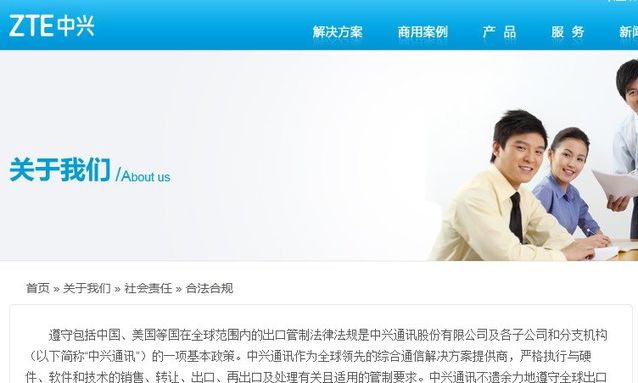 ZTE中兴
解决方案 商用案例 产 品 服 务 新闻
关于我们 /About us
首页 » 关于我们 » 社会责任 » 合法合规
遵守包括中国、美国等国在全球范围内的出口管制法律法规是中兴通讯股份有限公司及各子公司和分支机构
（以下简称“中兴通讯”）的一项基本政策。中兴通讯作为全球领先的综合通信解决方案提供商，严格执行与硬
件、软件和技术的销售、转让、出口、再出口及处理有关且适用的管制要求。中兴通讯不遗余力地遵守全球出口